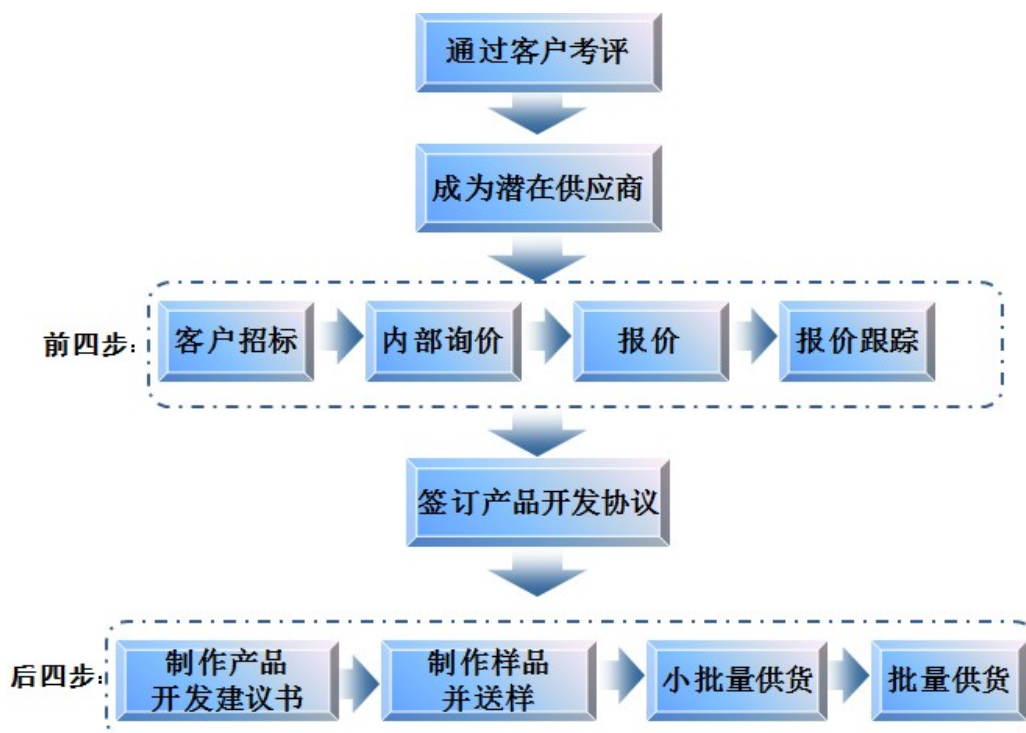 通过客户考评
成为潜在供应商
前四步:
客户招标
内部询价
报价
报价跟踪
签订产品开发协议
后四步:
制作产品
开发建议书
制作样品
并送样
小批量供货
批量供货